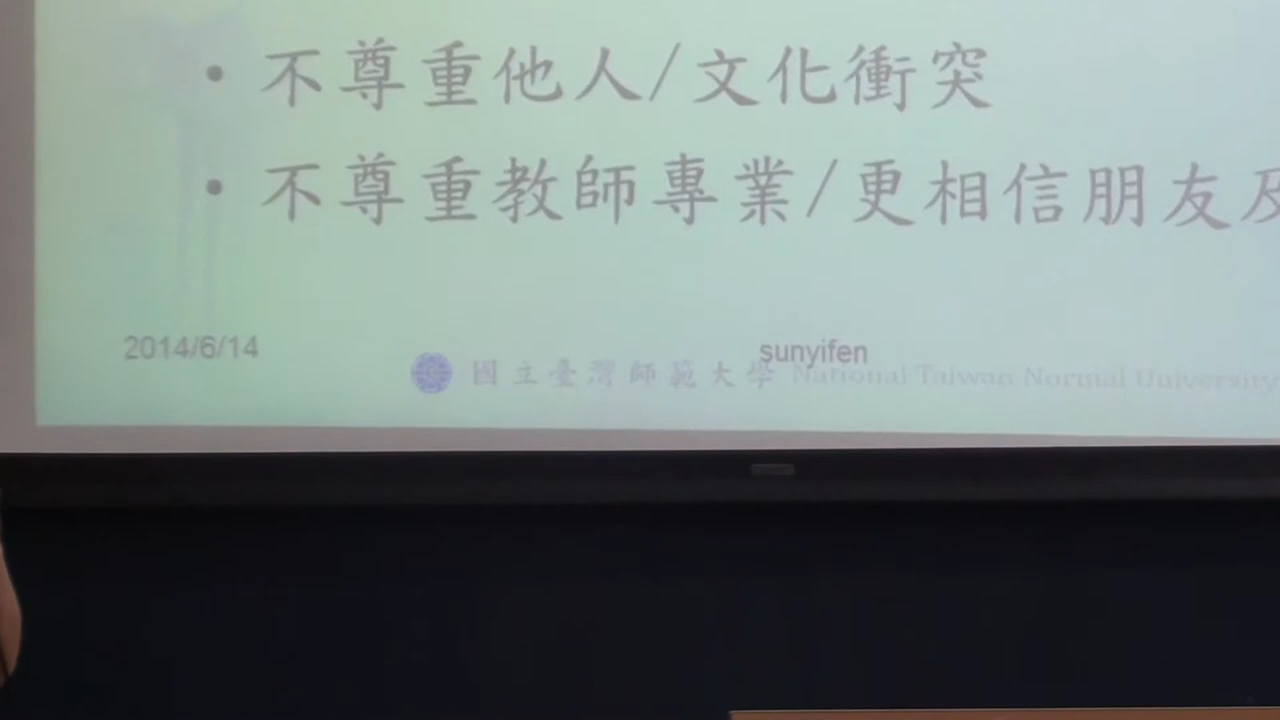 • 不尊重他人/文化衝突
• 不尊重教師專業/更相信朋友及
2014/6/14
sunyifen
國立臺灣師範大學 National Taiwan Normal University